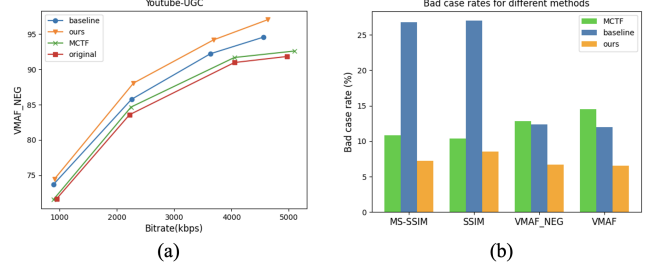 Youtube-UGC
baseline
ours
MCTF
original
VMAF_NEG
95
90
85
80
75
1000
2000
3000
4000
5000
Bitrate(kbps)
(a)
Bad case rates for different methods
MCTF
baseline
ours
Bad case rate (%)
25
20
15
10
5
0
MS-SSIM
SSIM
VMAF_NEG
VMAF
(b)